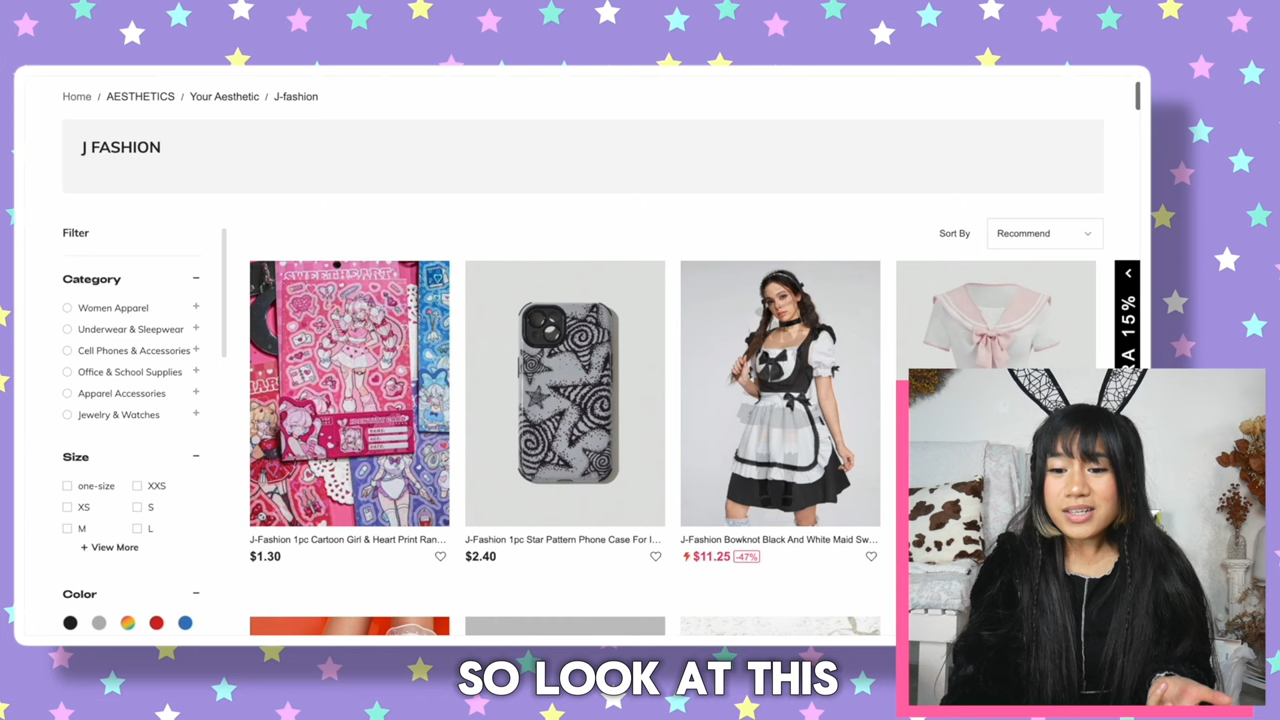 Home / AESTHETICS / Your Aesthetic / J-fashion
J FASHION
Filter
Sort By
Recommend
Category
Women Apparel
Underwear & Sleepwear
Cell Phones & Accessories
Office & School Supplies
Apparel Accessories
Jewelry & Watches
Size
one-size
XXS
XS
S
M
L
+ View More
Color
SWEETHEART
J-Fashion 1pc Cartoon Girl & Heart Print Ran...
$1.30
J-Fashion 1pc Star Pattern Phone Case For I...
$2.40
J-Fashion Bowknot Black And White Maid Sw...
$11.25 -47%
RA 15%
SO LOOK AT THIS